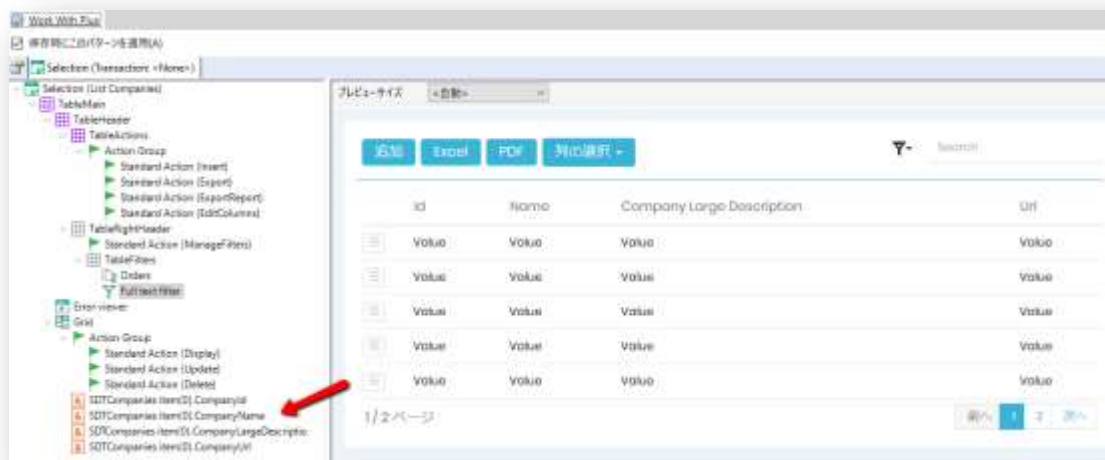 Work With Plus
保存時にこのパターンを適用(A)
Selection (Transaction: <None>)
Selection (List Companies)
TableMain
TableHeader
TableActions
Action Group
Standard Action (Insert)
Standard Action (Export)
Standard Action (ExportReport)
Standard Action (EditColumns)
TableRightHeader
Standard Action (ManageFilters)
TableFilters
Orders
Full text filter
Error viewer
Grid
Action Group
Standard Action (Display)
Standard Action (Update)
Standard Action (Delete)
SDTCompanies.item(0).CompanyId
SDTCompanies.item(0).CompanyName
SDTCompanies.item(0).CompanyLargeDescriptio
SDTCompanies.item(0).CompanyUrl
プレビューサイズ <自動>
追加 Excel PDF 列の選択 Search
Id Name Company Large Description Url
Value Value Value Value
Value Value Value Value
Value Value Value Value
Value Value Value Value
Value Value Value Value
1/2 ページ 前へ 1 2 次へ